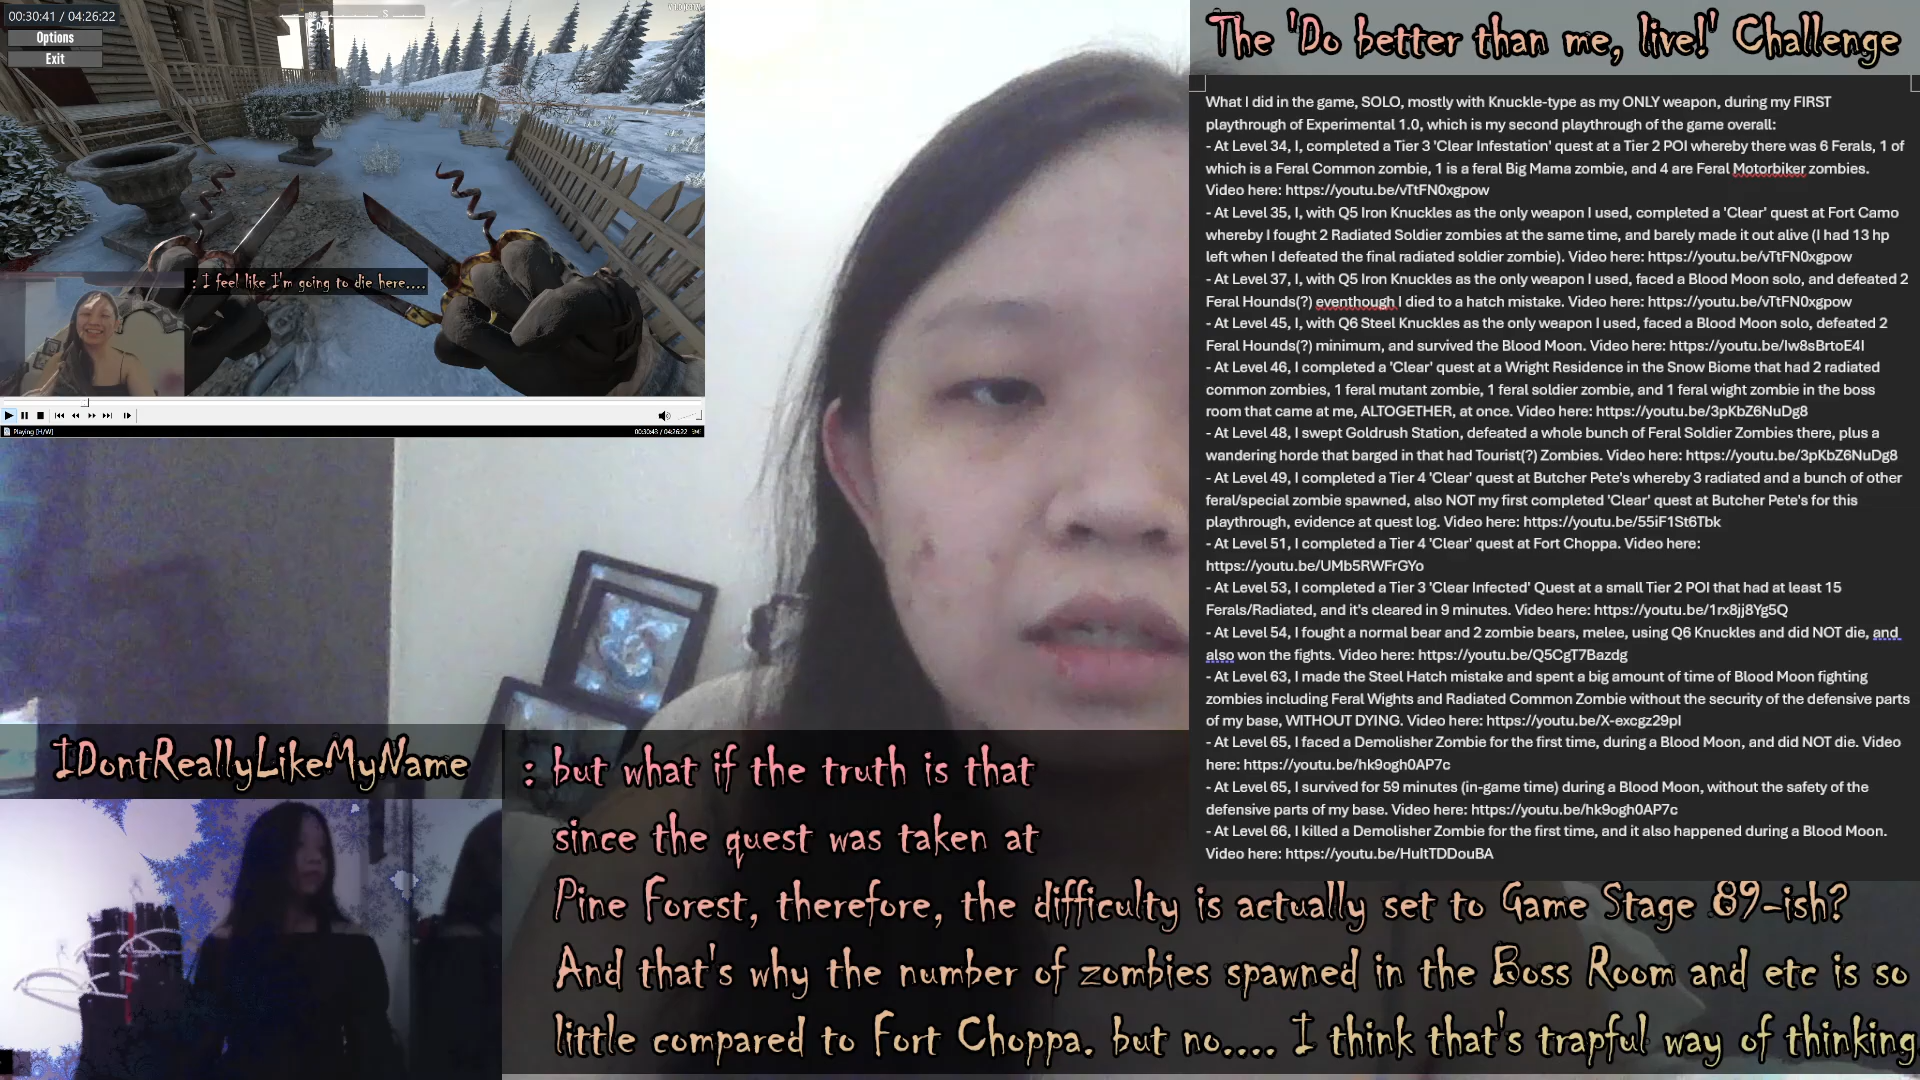 00:30:41 / 04:26:22
Options
Exit
S
: I feel like I'm going to die here....
Playing [H/W]
00:30:43 / 04:26:22
The 'Do better than me, live!' Challenge
What I did in the game, SOLO, mostly with Knuckle-type as my ONLY weapon, during my FIRST
playthrough of Experimental 1.0, which is my second playthrough of the game overall:
- At Level 34, I, completed a Tier 3 'Clear Infestation' quest at a Tier 2 POI whereby there was 6 Ferals, 1 of
which is a Feral Common zombie, 1 is a feral Big Mama zombie, and 4 are Feral Motorbiker zombies.
Video here: https://youtu.be/vTtFN0xgpow
- At Level 35, I, with Q5 Iron Knuckles as the only weapon I used, completed a 'Clear' quest at Fort Camo
whereby I fought 2 Radiated Soldier zombies at the same time, and barely made it out alive (I had 13 hp
left when I defeated the final radiated soldier zombie). Video here: https://youtu.be/vTtFN0xgpow
- At Level 37, I, with Q5 Iron Knuckles as the only weapon I used, faced a Blood Moon solo, and defeated 2
Feral Hounds(?) eventhough I died to a hatch mistake. Video here: https://youtu.be/vTtFN0xgpow
- At Level 45, I, with Q6 Steel Knuckles as the only weapon I used, faced a Blood Moon solo, defeated 2
Feral Hounds(?) minimum, and survived the Blood Moon. Video here: https://youtu.be/Iw8sBrtoE4I
- At Level 46, I completed a 'Clear' quest at a Wright Residence in the Snow Biome that had 2 radiated
common zombies, 1 feral mutant zombie, 1 feral soldier zombie, and 1 feral wight zombie in the boss
room that came at me, ALTOGETHER, at once. Video here: https://youtu.be/3pKbZ6NuDg8
- At Level 48, I swept Goldrush Station, defeated a whole bunch of Feral Soldier Zombies there, plus a
wandering horde that barged in that had Tourist(?) Zombies. Video here: https://youtu.be/3pKbZ6NuDg8
- At Level 49, I completed a Tier 4 'Clear' quest at Butcher Pete's whereby 3 radiated and a bunch of other
feral/special zombie spawned, also NOT my first completed 'Clear' quest at Butcher Pete's for this
playthrough, evidence at quest log. Video here: https://youtu.be/55iF1St6Tbk
- At Level 51, I completed a Tier 4 'Clear' quest at Fort Choppa. Video here:
https://youtu.be/UMb5RWFrGYo
- At Level 53, I completed a Tier 3 'Clear Infected' Quest at a small Tier 2 POI that had at least 15
Ferals/Radiated, and it's cleared in 9 minutes. Video here: https://youtu.be/1rx8jj8Yg5Q
- At Level 54, I fought a normal bear and 2 zombie bears, melee, using Q6 Knuckles and did NOT die, and
also won the fights. Video here: https://youtu.be/Q5CgT7Bazdg
- At Level 63, I made the Steel Hatch mistake and spent a big amount of time of Blood Moon fighting
zombies including Feral Wights and Radiated Common Zombie without the security of the defensive parts
of my base, WITHOUT DYING. Video here: https://youtu.be/X-excgz29pI
- At Level 65, I faced a Demolisher Zombie for the first time, during a Blood Moon, and did NOT die. Video
here: https://youtu.be/hk9ogh0AP7c
- At Level 65, I survived for 59 minutes (in-game time) during a Blood Moon, without the safety of the
defensive parts of my base. Video here: https://youtu.be/hk9ogh0AP7c
- At Level 66, I killed a Demolisher Zombie for the first time, and it also happened during a Blood Moon.
Video here: https://youtu.be/HuItTDDouBA
IDontReallyLikeMyName
: but what if the truth is that
since the quest was taken at
Pine Forest, therefore, the difficulty is actually set to Game Stage 89-ish?
And that's why the number of zombies spawned in the Boss Room and etc is so
little compared to Fort Choppa. but no.... I think that's trapful way of thinking